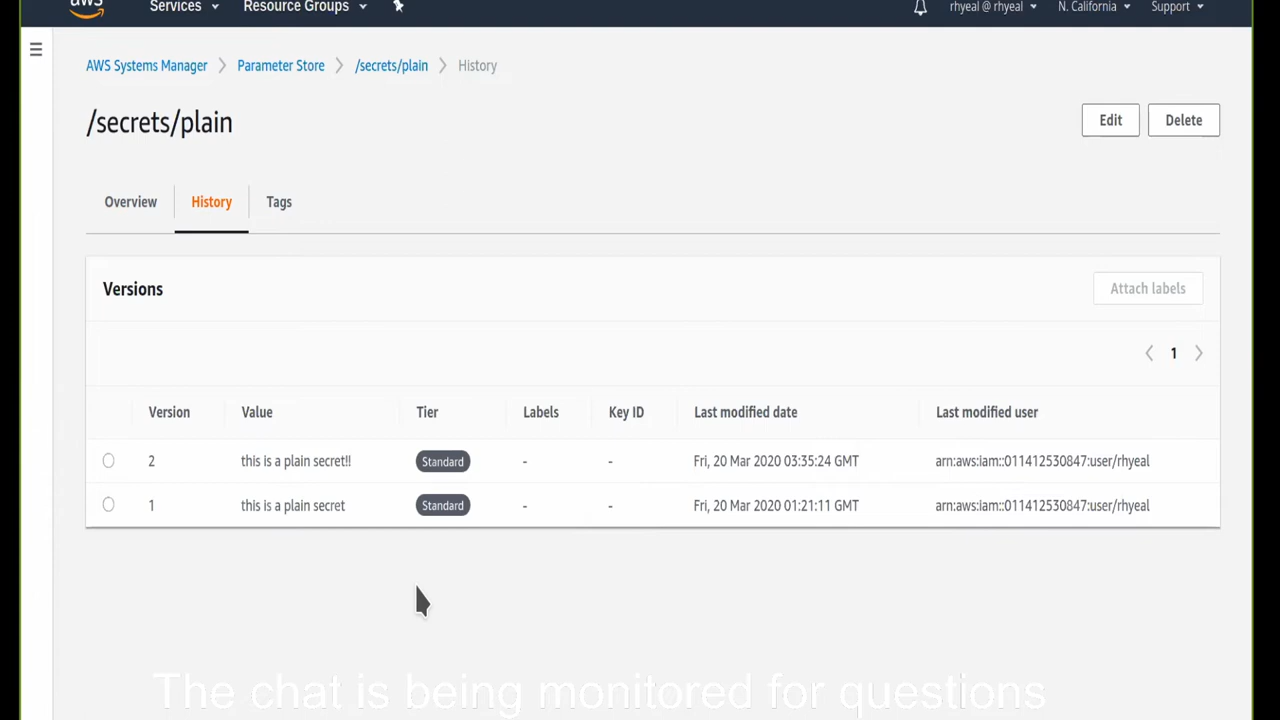 aws Services Resource Groups rhyeal @ rhyeal N. California Support
AWS Systems Manager Parameter Store /secrets/plain History
/secrets/plain
Edit Delete
Overview History Tags
Versions
Attach labels
1
Version Value Tier Labels Key ID Last modified date Last modified user
2 this is a plain secret!! Standard - - Fri, 20 Mar 2020 03:35:24 GMT arn:aws:iam::011412530847:user/rhyeal
1 this is a plain secret Standard - - Fri, 20 Mar 2020 01:21:11 GMT arn:aws:iam::011412530847:user/rhyeal
The chat is being monitored for questions